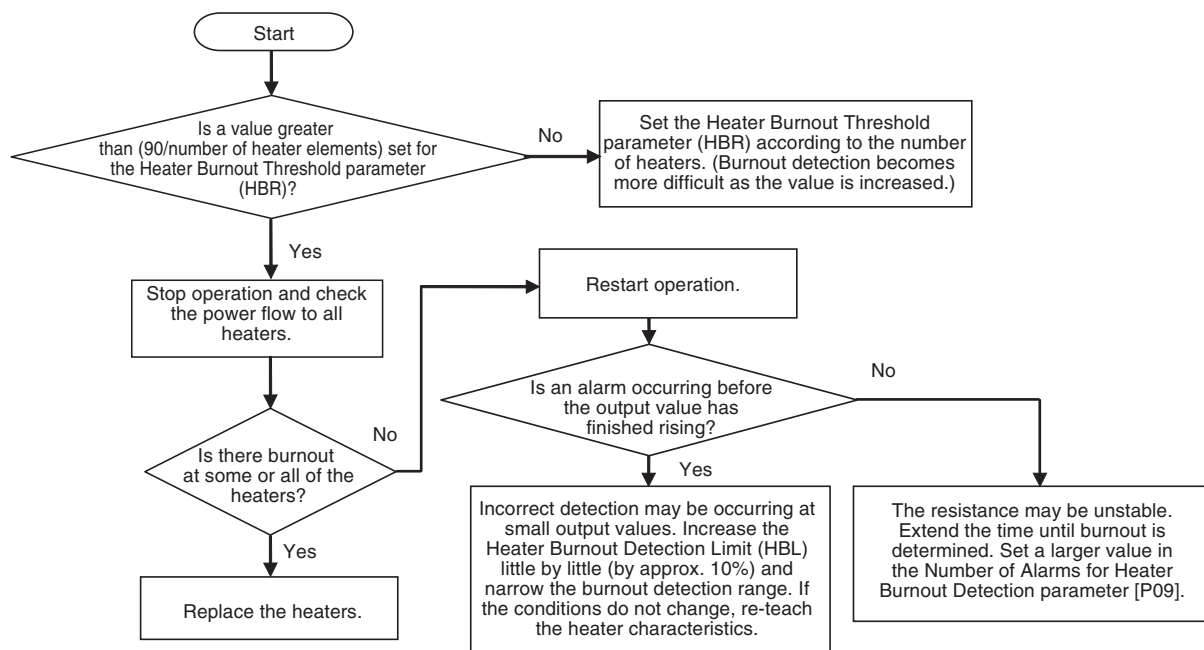 Start
Is a value greater
than (90/number of heater elements) set for
the Heater Burnout Threshold parameter
(HBR)?
No
Set the Heater Burnout Threshold
parameter (HBR) according to the number
of heaters. (Burnout detection becomes
more difficult as the value is increased.)
Yes
Stop operation and check
the power flow to all
heaters.
Is there burnout
at some or all of the
heaters?
No
Yes
Replace the heaters.
Restart operation.
Is an alarm occurring before
the output value has
finished rising?
No
Yes
Incorrect detection may be occurring at
small output values. Increase the
Heater Burnout Detection Limit (HBL)
little by little (by approx. 10%) and
narrow the burnout detection range. If
the conditions do not change, re-teach
the heater characteristics.
The resistance may be unstable.
Extend the time until burnout is
determined. Set a larger value in
the Number of Alarms for Heater
Burnout Detection parameter [P09].